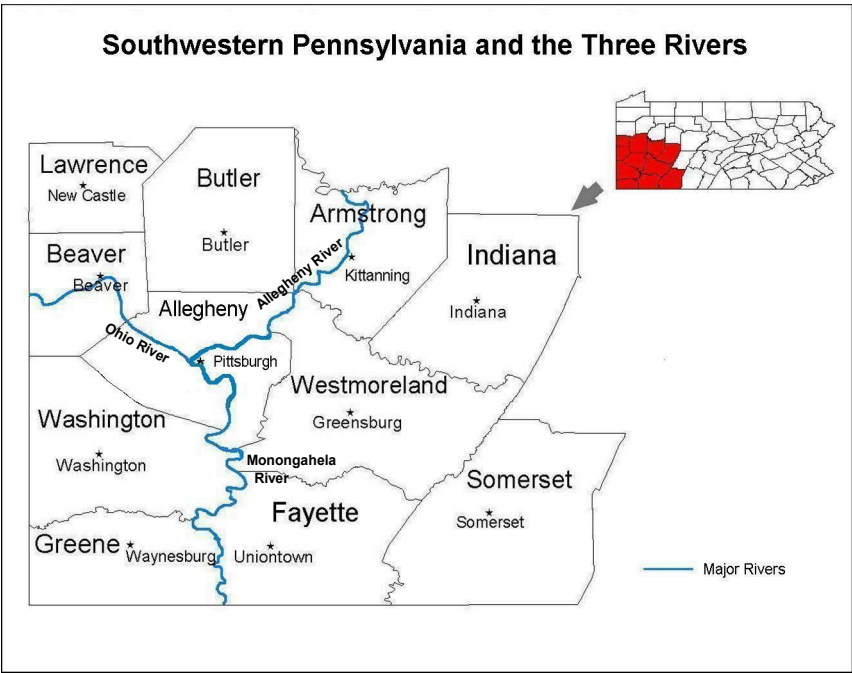 Southwestern Pennsylvania and the Three Rivers
Lawrence
New Castle
Butler
Butler
Armstrong
Kittanning
Allegheny River
Beaver
Beaver
Indiana
Indiana
Allegheny
Ohio River
Pittsburgh
Westmoreland
Greensburg
Washington
Washington
Monongahela
River
Somerset
Somerset
Fayette
Uniontown
Greene
Waynesburg
Major Rivers